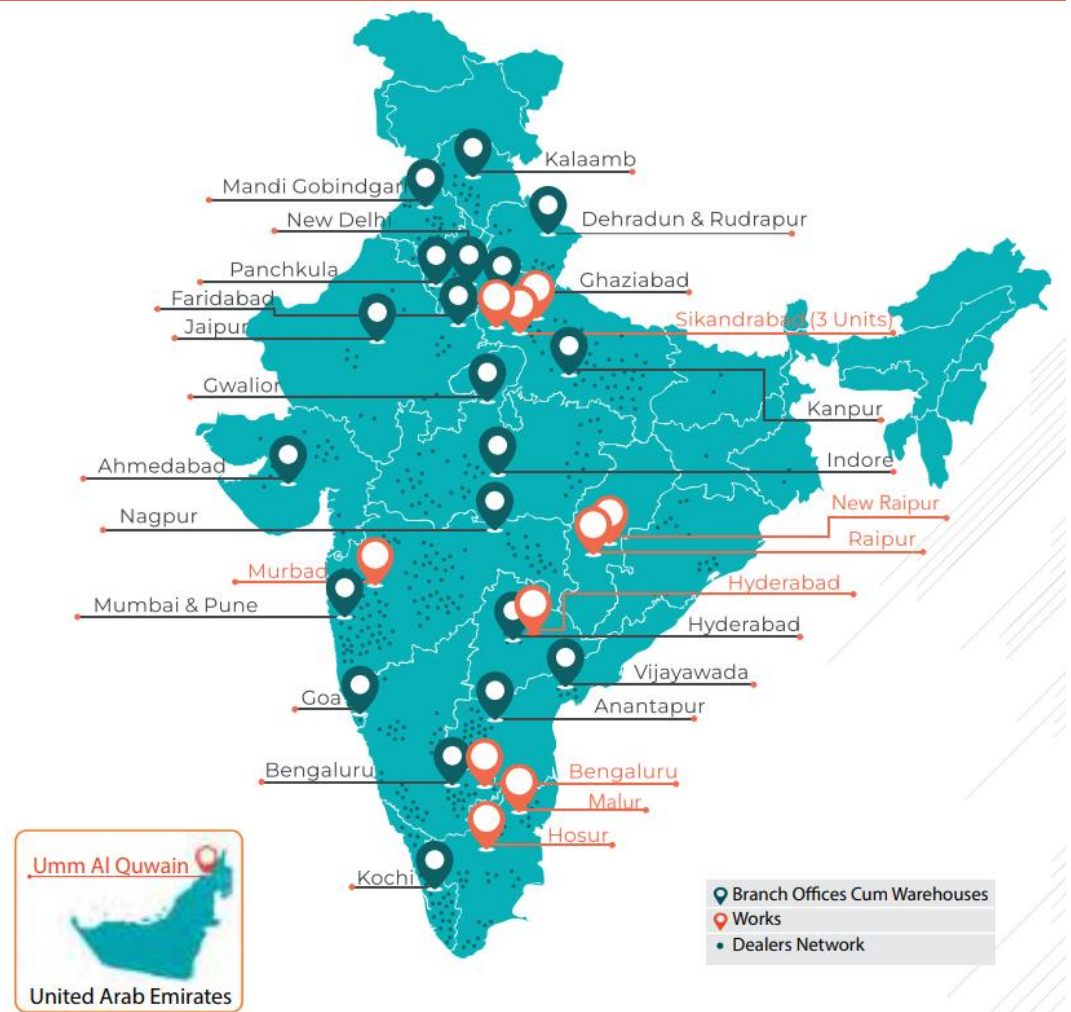 Kalaamb
Mandi Gobindgarh
New Delhi
Dehradun & Rudrapur
Panchkula
Ghaziabad
Faridabad
Sikandrabad (3 Units)
Jaipur
Gwalior
Kanpur
Ahmedabad
Indore
Nagpur
New Raipur
Raipur
Murbad
Hyderabad
Mumbai & Pune
Hyderabad
Vijayawada
Goa
Anantapur
Bengaluru
Bengaluru
Malur
Hosur
Umm Al Quwain
Kochi
Branch Offices Cum Warehouses
Works
Dealers Network
United Arab Emirates